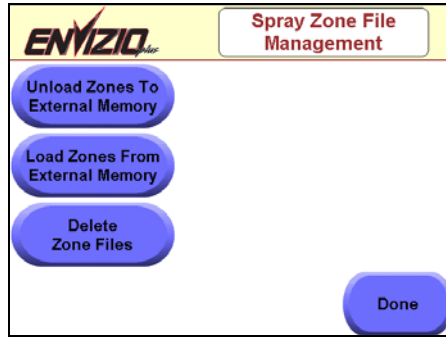 ENVIZIO plus
Spray Zone File
Management
Unload Zones To
External Memory
Load Zones From
External Memory
Delete
Zone Files
Done